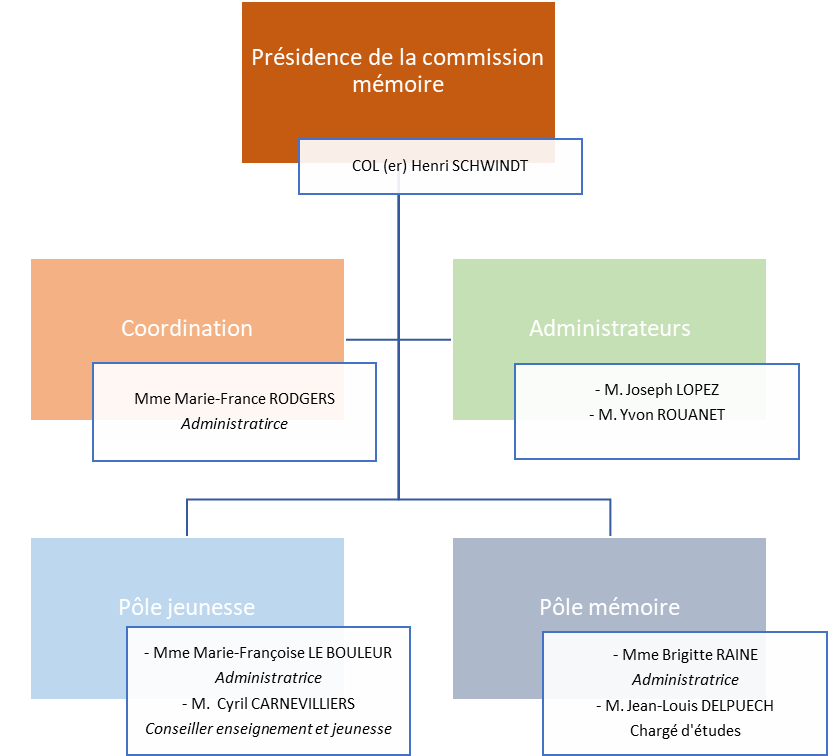 Présidence de la commission
mémoire
COL (er) Henri SCHWINDT
Coordination
Mme Marie-France RODGERS
Administratirce
Administrateurs
- M. Joseph LOPEZ
- M. Yvon ROUANET
Pôle jeunesse
- Mme Marie-Françoise LE BOULEUR
Administratrice
- M. Cyril CARNEVILLIERS
Conseiller enseignement et jeunesse
Pôle mémoire
- Mme Brigitte RAINE
Administratrice
- M. Jean-Louis DELPUECH
Chargé d'études